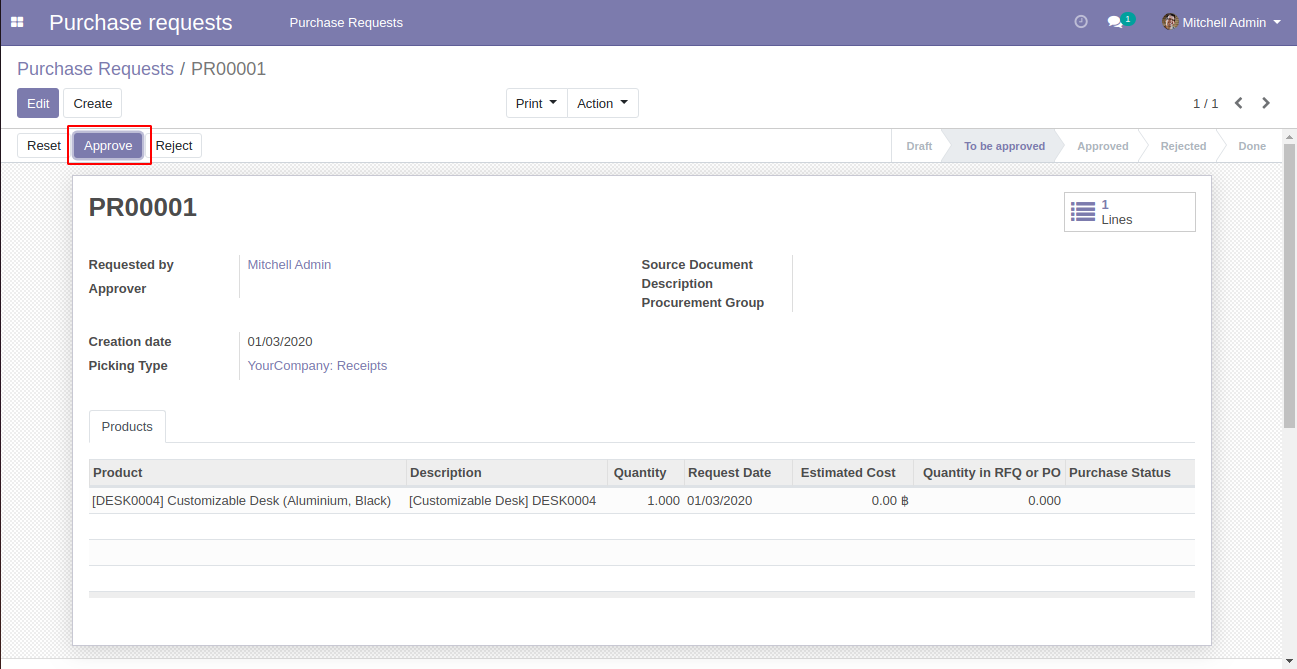 Purchase requests Purchase Requests 1 Mitchell Admin
Purchase Requests / PR00001
Edit Create Print Action 1 / 1
Reset Approve Reject Draft To be approved Approved Rejected Done
PR00001
1
Lines
Requested by Mitchell Admin
Approver
Source Document
Description
Procurement Group
Creation date 01/03/2020
Picking Type YourCompany: Receipts
Products
Product Description Quantity Request Date Estimated Cost Quantity in RFQ or PO Purchase Status
[DESK0004] Customizable Desk (Aluminium, Black) [Customizable Desk] DESK0004 1.000 01/03/2020 0.00 ฿ 0.000